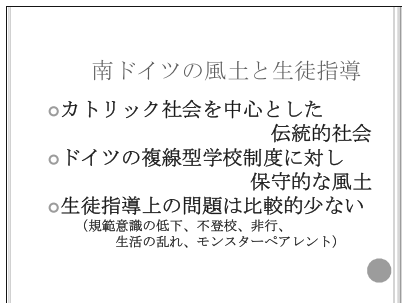 南ドイツの風土と生徒指導
カトリック社会を中心とした
伝統的社会
ドイツの複線型学校制度に対し
保守的な風土
生徒指導上の問題は比較的少ない
（規範意識の低下、不登校、非行、
生活の乱れ、モンスターペアレント）